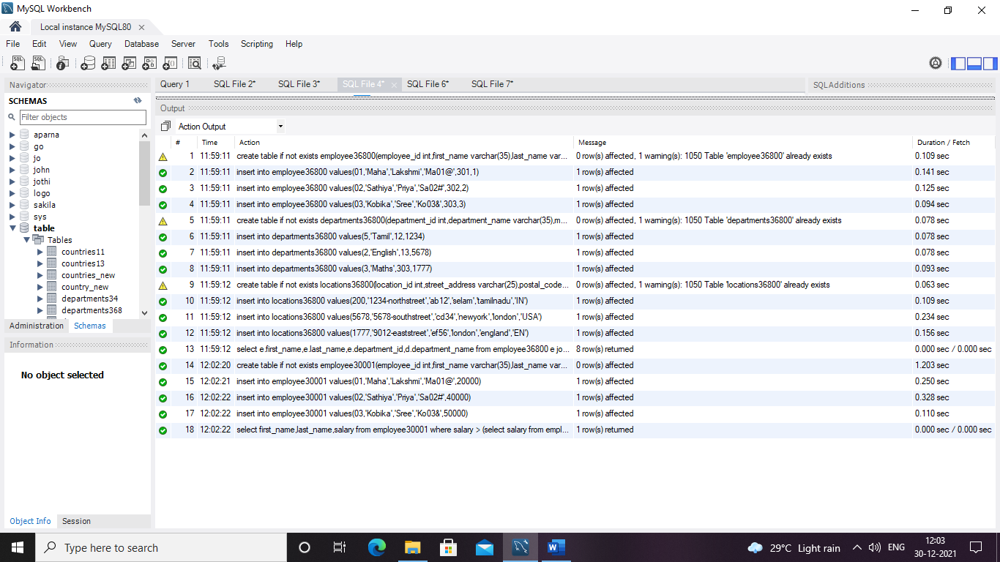 MySQL Workbench
Local instance MySQL80
File Edit View Query Database Server Tools Scripting Help
Navigator
SCHEMAS
Filter objects
aparna
go
jo
john
jothi
logo
sakila
sys
table
Tables
countries11
countries13
countries_new
country_new
departments34
departments368
Administration Schemas
Information
No object selected
Object Info Session
Query 1 SQL File 2* SQL File 3* SQL File 4* SQL File 6* SQL File 7*
SQLAdditions
Output
Action Output
# Time Action Message Duration / Fetch
1 11:59:11 create table if not exists employee36800(employee_id int,first_name varchar(35),last_name var... 0 row(s) affected, 1 warning(s): 1050 Table 'employee36800' already exists 0.109 sec
2 11:59:11 insert into employee36800 values(01,'Maha','Lakshmi','Ma01@',301,1) 1 row(s) affected 0.141 sec
3 11:59:11 insert into employee36800 values(02,'Sathiya','Priya','Sa02#',302,2) 1 row(s) affected 0.125 sec
4 11:59:11 insert into employee36800 values(03,'Kobika','Sree','Ko03&',303,3) 1 row(s) affected 0.094 sec
5 11:59:11 create table if not exists departments36800(department_id int,department_name varchar(35),m... 0 row(s) affected, 1 warning(s): 1050 Table 'departments36800' already exists 0.078 sec
6 11:59:11 insert into departments36800 values(5,'Tamil',12,1234) 1 row(s) affected 0.078 sec
7 11:59:11 insert into departments36800 values(2,'English',13,5678) 1 row(s) affected 0.078 sec
8 11:59:11 insert into departments36800 values(3,'Maths',303,1777) 1 row(s) affected 0.093 sec
9 11:59:12 create table if not exists locations36800(location_id int,street_address varchar(25),postal_code... 0 row(s) affected, 1 warning(s): 1050 Table 'locations36800' already exists 0.063 sec
10 11:59:12 insert into locations36800 values(200,'1234-northstreet','ab12','selam','tamilnadu','IN') 1 row(s) affected 0.109 sec
11 11:59:12 insert into locations36800 values(5678,'5678-southstreet','cd34','newyork','london','USA') 1 row(s) affected 0.234 sec
12 11:59:12 insert into locations36800 values(1777,'9012-eaststreet','ef56','london','england','EN') 1 row(s) affected 0.156 sec
13 11:59:12 select e.first_name,e.last_name,e.department_id,d.department_name from employee36800 e jo... 8 row(s) returned 0.000 sec / 0.000 sec
14 12:02:20 create table if not exists employee30001(employee_id int,first_name varchar(35),last_name var... 0 row(s) affected 1.203 sec
15 12:02:21 insert into employee30001 values(01,'Maha','Lakshmi','Ma01@',20000) 1 row(s) affected 0.250 sec
16 12:02:22 insert into employee30001 values(02,'Sathiya','Priya','Sa02#',40000) 1 row(s) affected 0.328 sec
17 12:02:22 insert into employee30001 values(03,'Kobika','Sree','Ko03&',50000) 1 row(s) affected 0.110 sec
18 12:02:22 select first_name,last_name,salary from employee30001 where salary > (select salary from empl... 1 row(s) returned 0.000 sec / 0.000 sec
Type here to search
29°C Light rain
ENG
12:03
30-12-2021